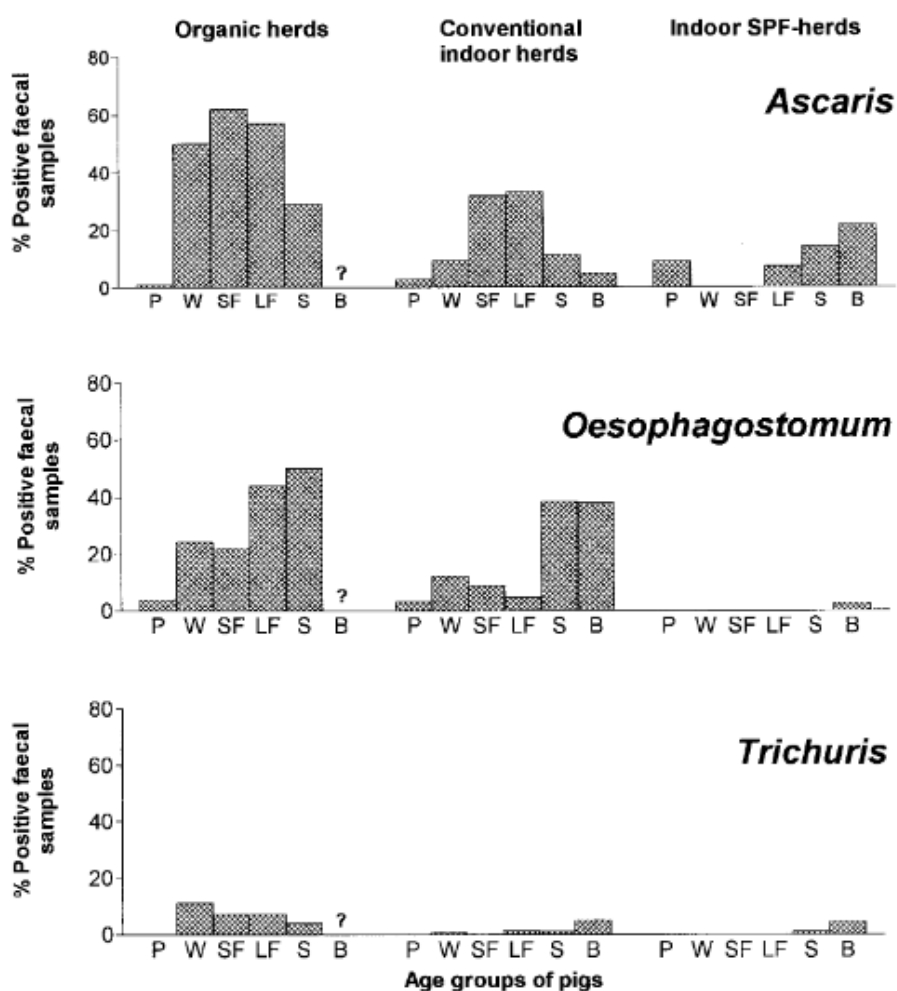 Organic herds
Conventional
indoor herds
Indoor SPF-herds
% Positive faecal
samples
80
60
40
20
0
Ascaris
?
P W SF LF S B
P W SF LF S B
P W SF LF S B
% Positive faecal
samples
80
60
40
20
0
Oesophagostomum
?
P W SF LF S B
P W SF LF S B
P W SF LF S B
% Positive faecal
samples
80
60
40
20
0
Trichuris
?
P W SF LF S B
P W SF LF S B
P W SF LF S B
Age groups of pigs